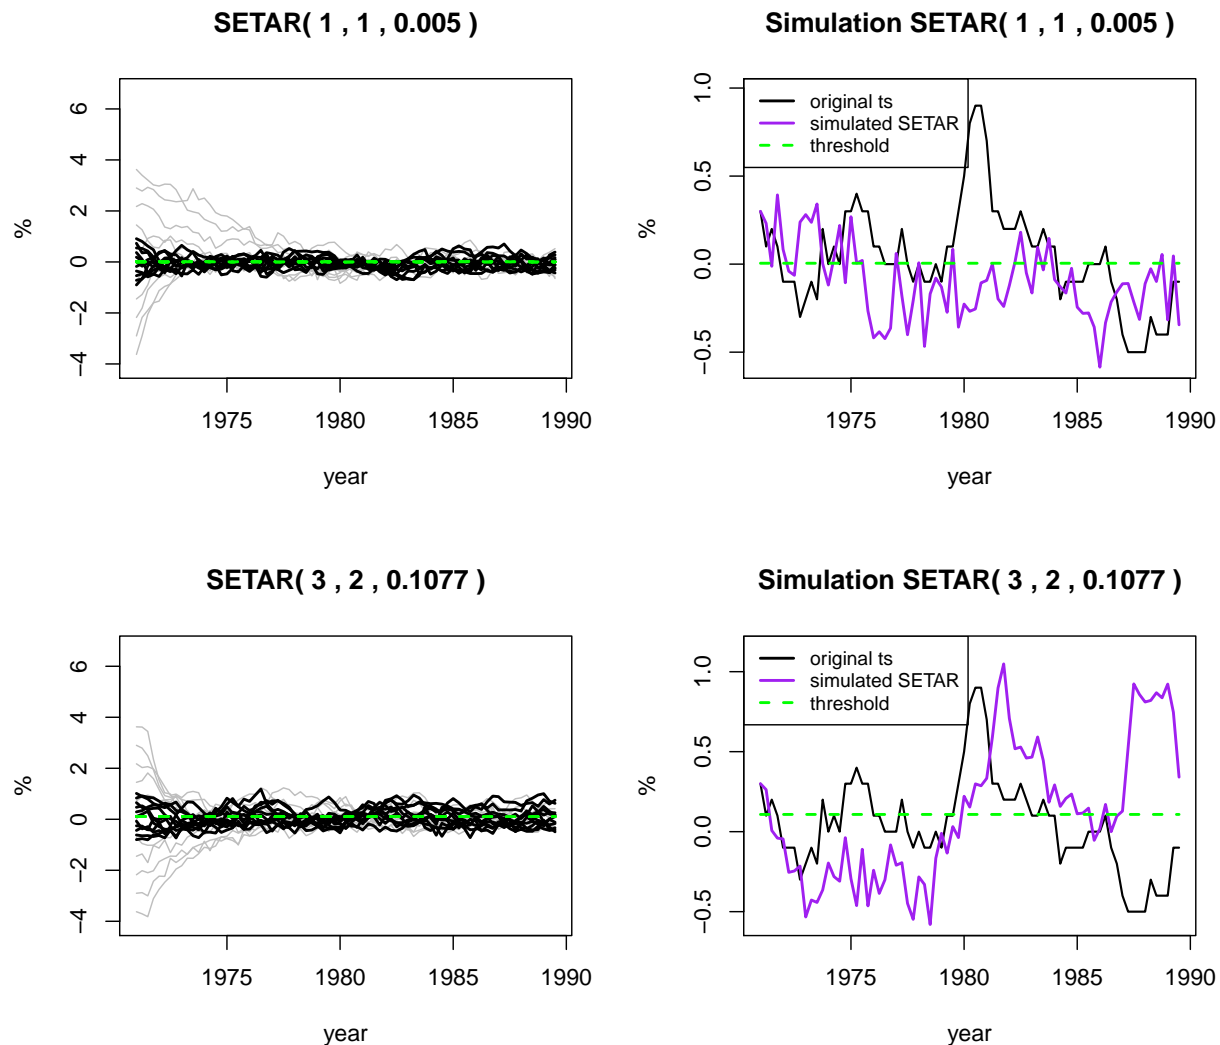 SETAR( 1 , 1 , 0.005 )
%
6
4
2
0
−2
−4
1975 1980 1985 1990
year
Simulation SETAR( 1 , 1 , 0.005 )
%
1.0
0.5
0.0
−0.5
original ts
simulated SETAR
threshold
1975 1980 1985 1990
year
SETAR( 3 , 2 , 0.1077 )
%
6
4
2
0
−2
−4
1975 1980 1985 1990
year
Simulation SETAR( 3 , 2 , 0.1077 )
%
1.0
0.5
0.0
−0.5
original ts
simulated SETAR
threshold
1975 1980 1985 1990
year